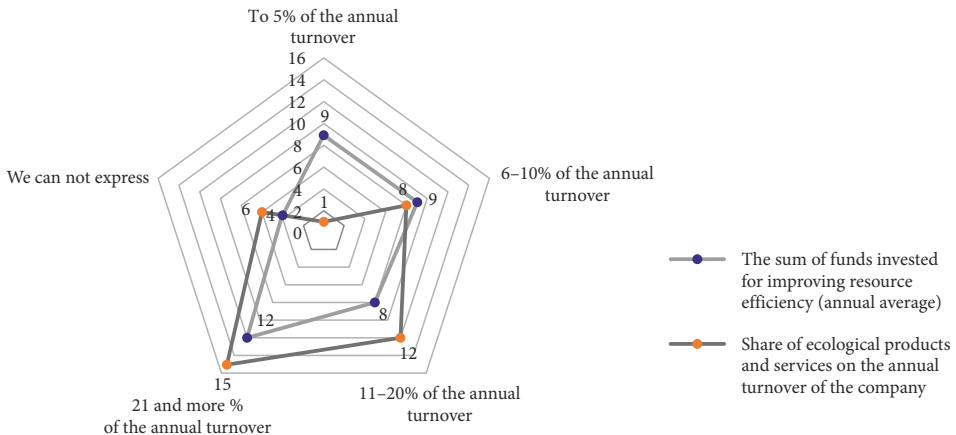 To 5% of the annual
turnover
16
14
12
10
8
6
4
2
0
9
1
6–10% of the annual
turnover
8
9
We can not express
6
4
8
12
12
15
11–20% of the annual
turnover
21 and more %
of the annual turnover
The sum of funds invested
for improving resource
efficiency (annual average)
Share of ecological products
and services on the annual
turnover of the company